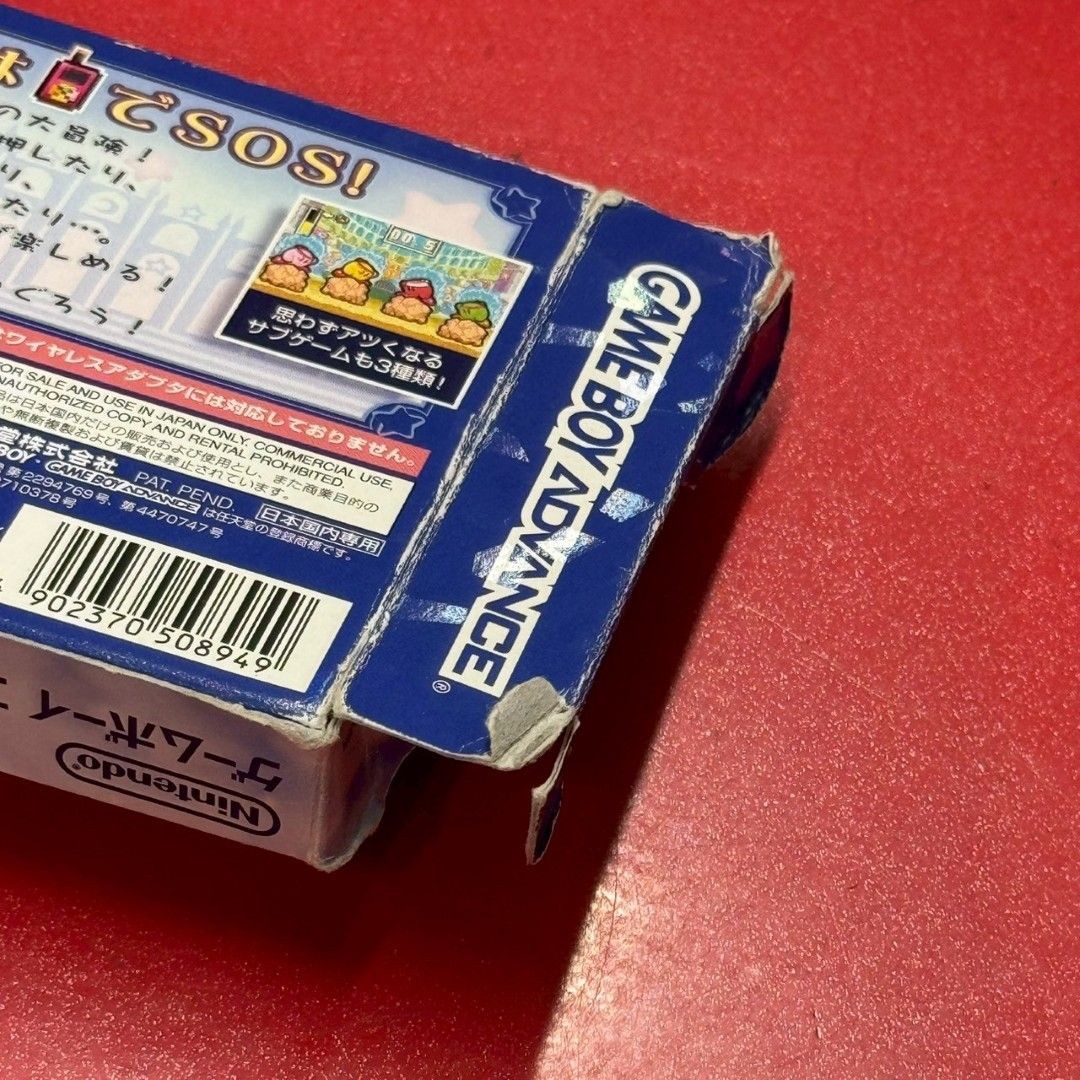 は でSOS!
の大冒険!
押したり、
り、
たり…。
楽しめる!
めぐろう!
00 5
思わずアツくなる
サブゲームも3種類!
ワイヤレスアダプタには対応しておりません。
FOR SALE AND USE IN JAPAN ONLY. COMMERCIAL USE,
UNAUTHORIZED COPY AND RENTAL PROHIBITED.
は日本国内だけの販売および使用とし、また商業目的の
や無断複製および賃貸は禁止されています。
堂株式会社 PAT. PEND. 日本国内専用
BOY・GAME BOY ADVANCE は任天堂の登録商標です。
第2294769号、
710378号、第4470747号
902370 508949
GAME BOY ADVANCE®
ゲームボーイ
Nintendo®